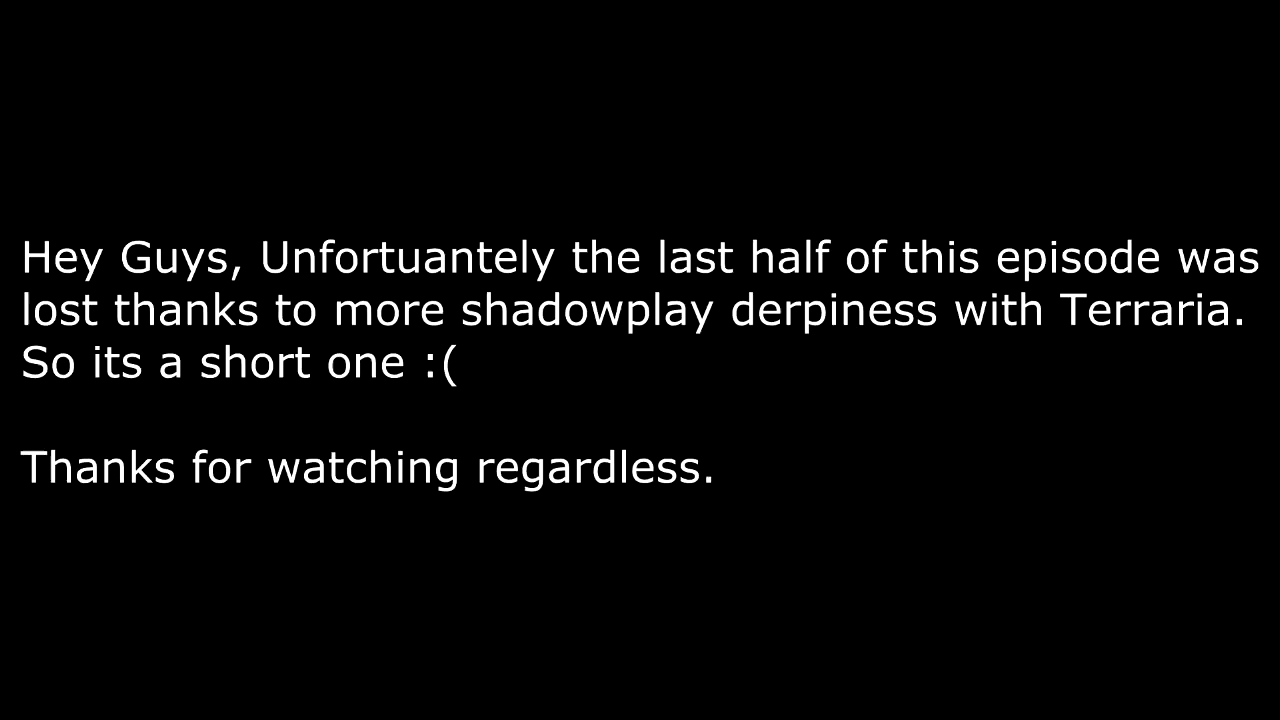 Hey Guys, Unfortuantely the last half of this episode was
lost thanks to more shadowplay derpiness with Terraria.
So its a short one :(
Thanks for watching regardless.